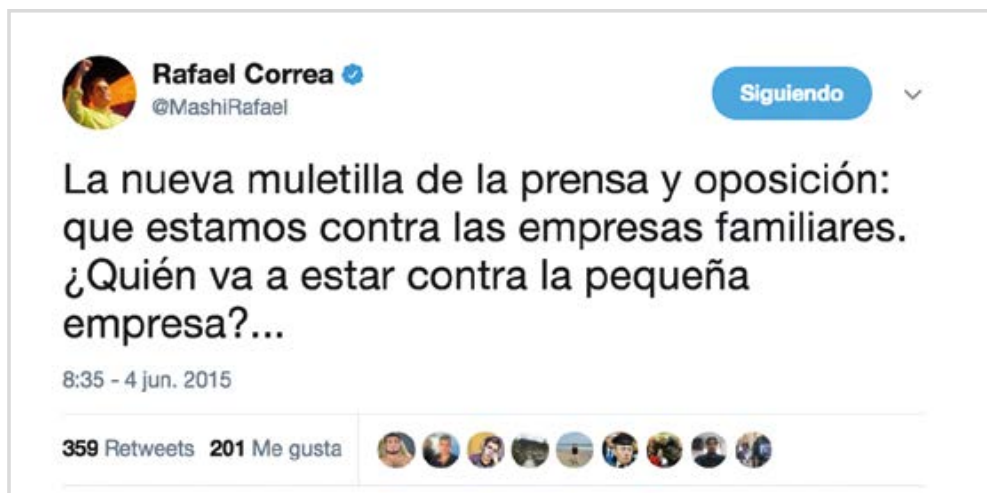 Rafael Correa
@MashiRafael
Siguiendo
La nueva muletilla de la prensa y oposición:
que estamos contra las empresas familiares.
¿Quién va a estar contra la pequeña
empresa?...
8:35 - 4 jun. 2015
359 Retweets 201 Me gusta